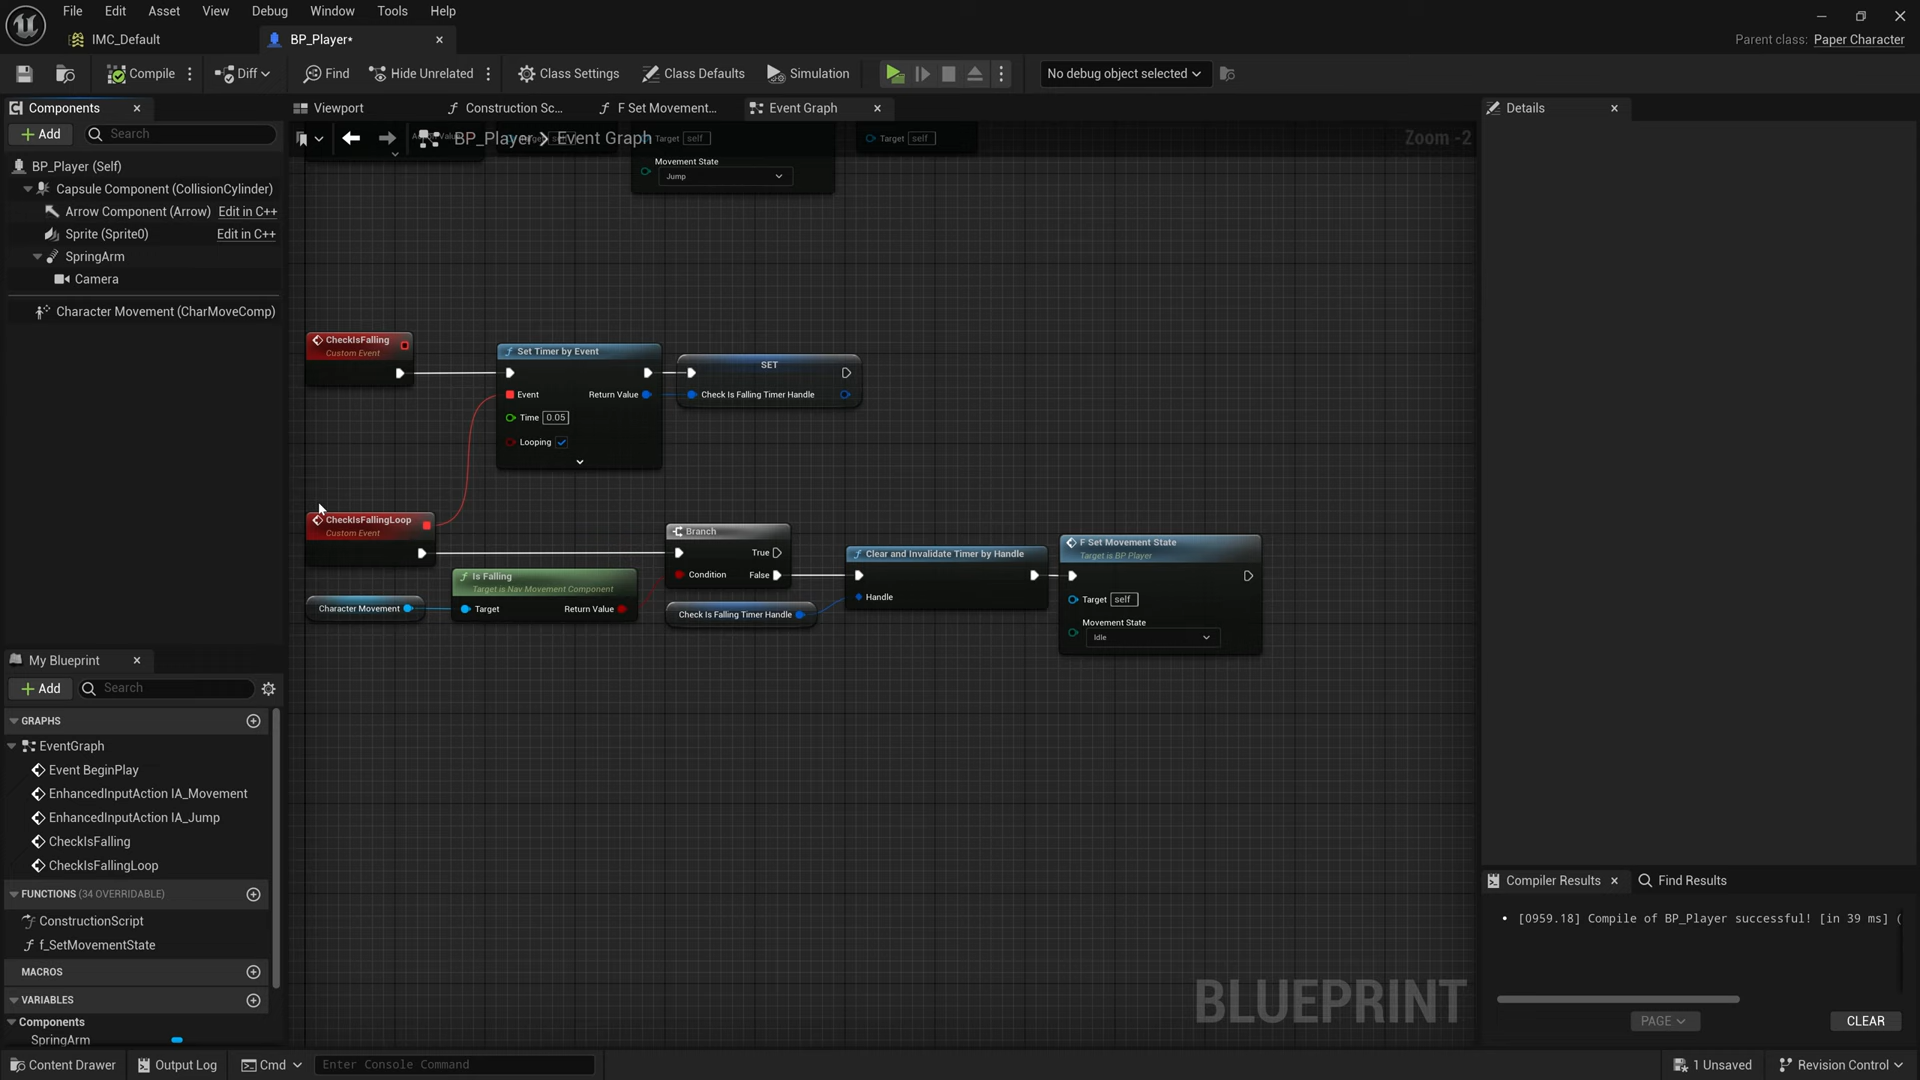 File Edit Asset View Debug Window Tools Help
IMC_Default
BP_Player*
Parent class: Paper Character
Compile Diff Find Hide Unrelated Class Settings Class Defaults Simulation No debug object selected
Components
Viewport Construction Sc... F Set Movement... Event Graph
Details
Add Search
BP_Player > Event Graph
Zoom -2
Target self
Target self
Movement State
Jump
BP_Player (Self)
Capsule Component (CollisionCylinder)
Arrow Component (Arrow) Edit in C++
Sprite (Sprite0) Edit in C++
SpringArm
Camera
Character Movement (CharMoveComp)
CheckIsFalling
Custom Event
Set Timer by Event
Event Return Value
Time 0.05
Looping
SET
Check Is Falling Timer Handle
CheckIsFallingLoop
Custom Event
Character Movement
Is Falling
Target is Nav Movement Component
Target Return Value
Branch
True
Condition False
Check Is Falling Timer Handle
Clear and Invalidate Timer by Handle
Handle
F Set Movement State
Target is BP Player
Target self
Movement State
Idle
My Blueprint
Add Search
GRAPHS
EventGraph
Event BeginPlay
EnhancedInputAction IA_Movement
EnhancedInputAction IA_Jump
CheckIsFalling
CheckIsFallingLoop
FUNCTIONS (34 OVERRIDABLE)
ConstructionScript
f_SetMovementState
MACROS
VARIABLES
Components
SpringArm
BLUEPRINT
Compiler Results Find Results
• [0959.18] Compile of BP_Player successful! [in 39 ms] (
PAGE CLEAR
Content Drawer Output Log Cmd Enter Console Command 1 Unsaved Revision Control